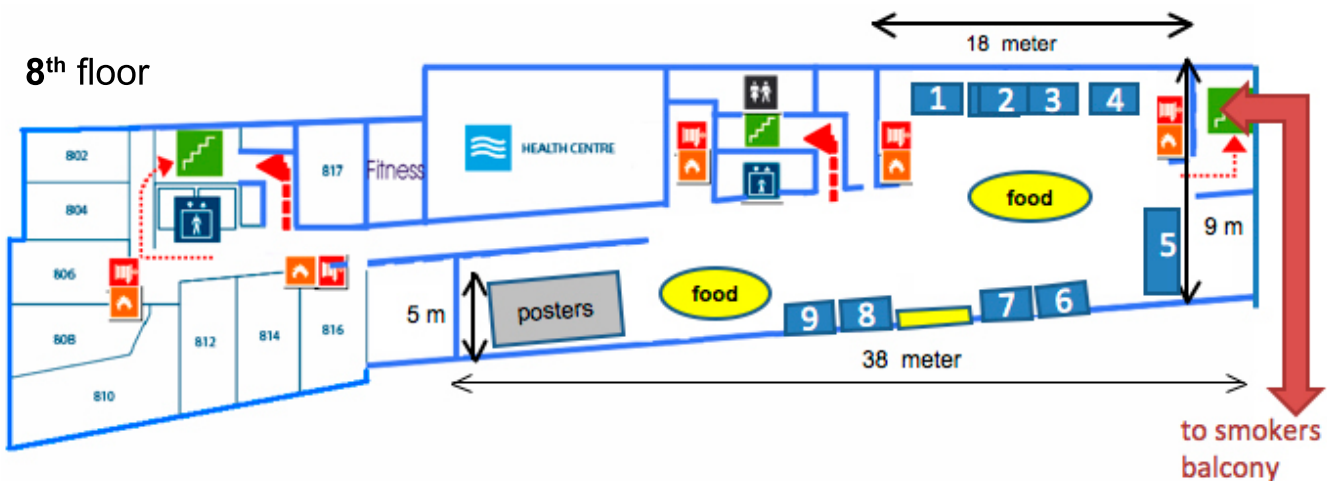 8th floor
18 meter
1
2
3
4
802
817
Fitness
HEALTH CENTRE
804
food
5
9 m
806
food
posters
5 m
9
8
7
6
808
812
814
816
38 meter
810
to smokers
balcony